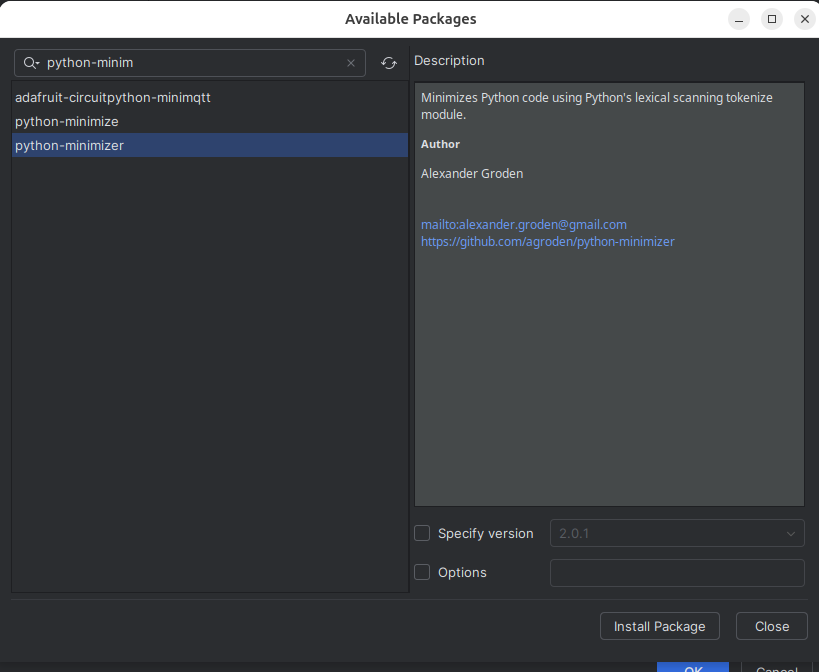 Available Packages
python-minim
Description
adafruit-circuitpython-minimqtt
python-minimize
python-minimizer
Minimizes Python code using Python's lexical scanning tokenize
module.
Author
Alexander Groden
mailto:alexander.groden@gmail.com
https://github.com/agroden/python-minimizer
Specify version
2.0.1
Options
Install Package
Close
OK
Cancel